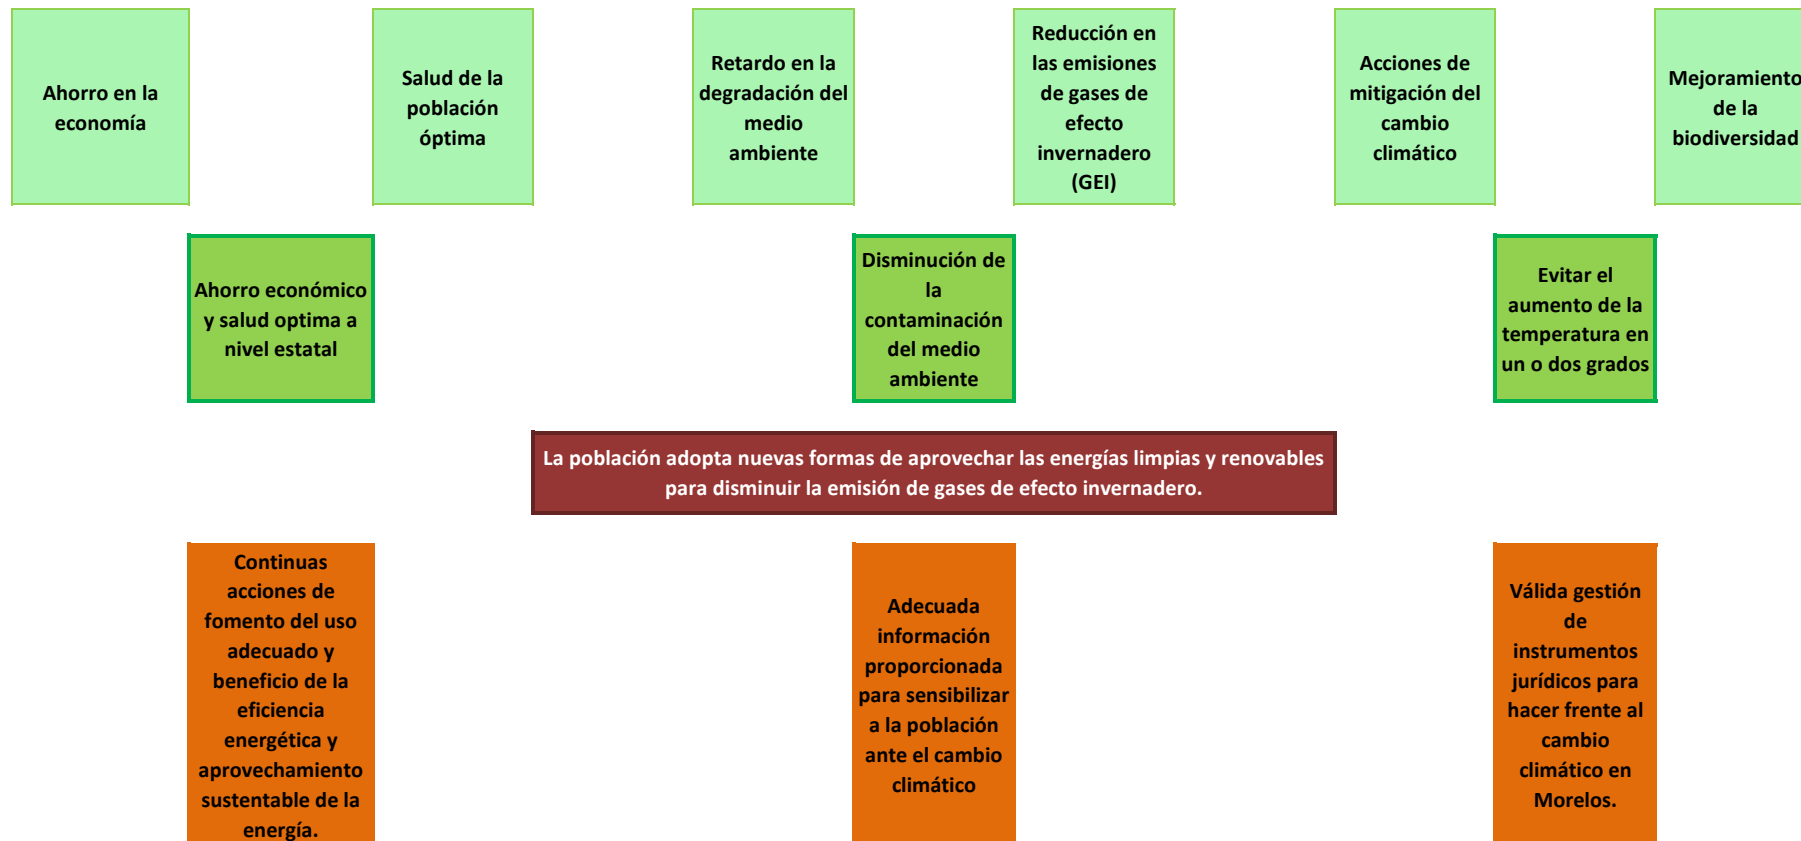 Ahorro en la
economía
Salud de la
población
óptima
Retardo en la
degradación del
medio
ambiente
Reducción en
las emisiones
de gases de
efecto
invernadero
(GEI)
Acciones de
mitigación del
cambio
climático
Mejoramiento
de la
biodiversidad
Ahorro económico
y salud optima a
nivel estatal
Disminución de
la
contaminación
del medio
ambiente
Evitar el
aumento de la
temperatura en
un o dos grados
La población adopta nuevas formas de aprovechar las energías limpias y renovables
para disminuir la emisión de gases de efecto invernadero.
Continuas
acciones de
fomento del uso
adecuado y
beneficio de la
eficiencia
energética y
aprovechamiento
sustentable de la
energía.
Adecuada
información
proporcionada
para sensibilizar
a la población
ante el cambio
climático
Válida gestión
de
instrumentos
jurídicos para
hacer frente al
cambio
climático en
Morelos.